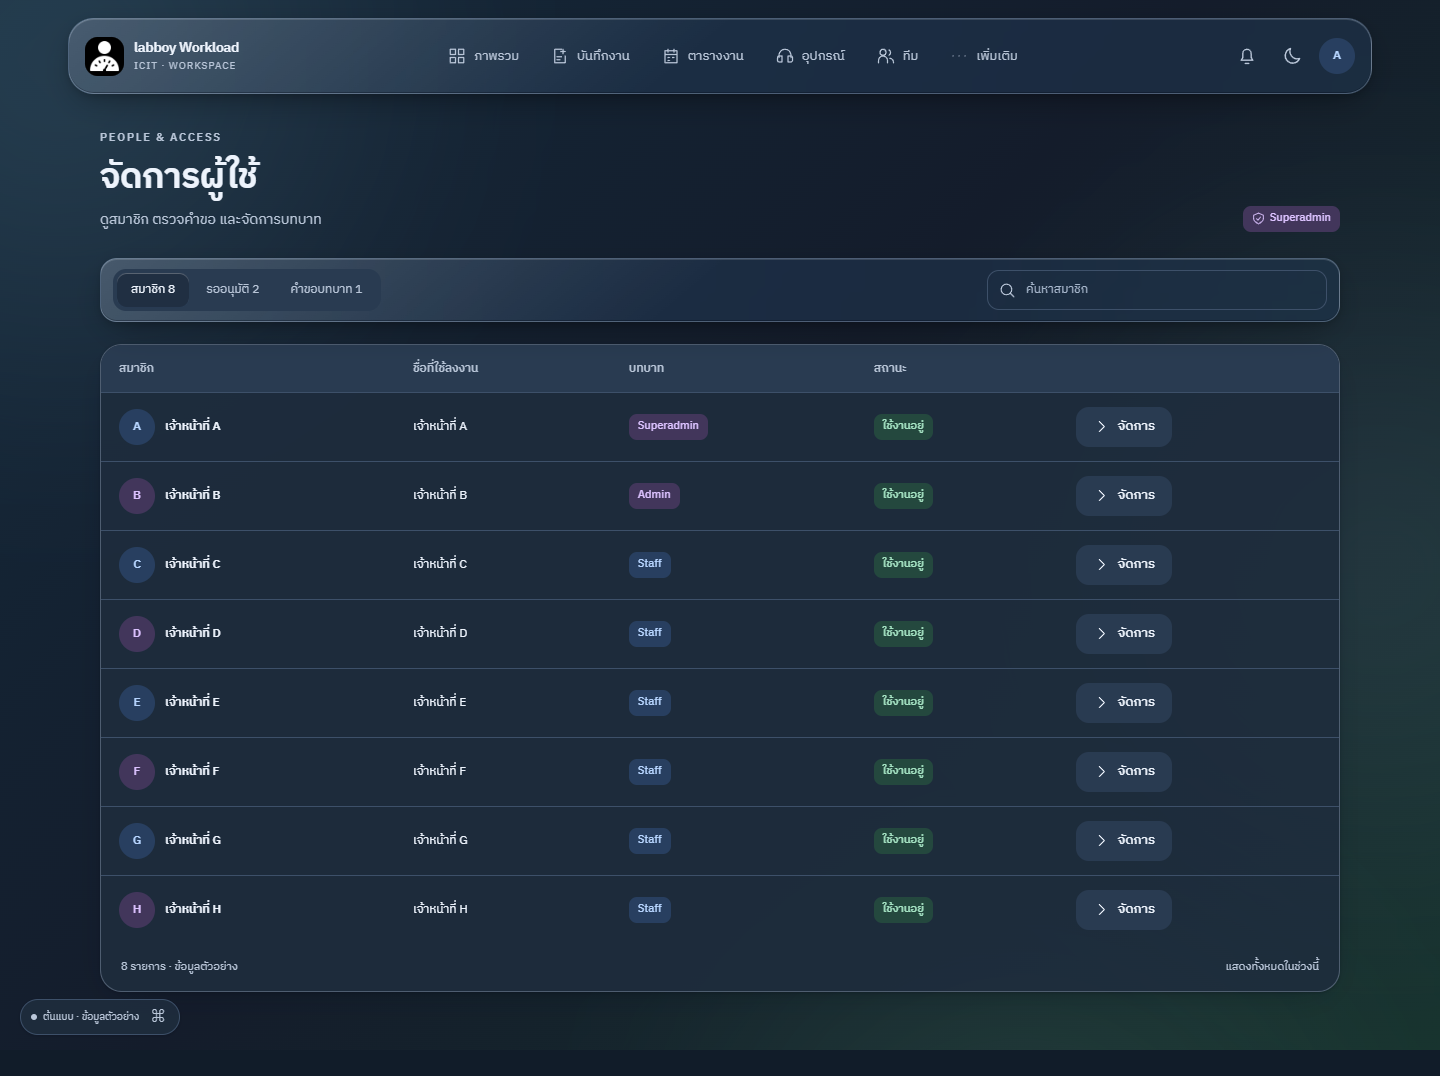 labboy Workload
ICIT · WORKSPACE
ภาพรวม
บันทึกงาน
ตารางงาน
อุปกรณ์
ทีม
··· เพิ่มเติม
A
PEOPLE & ACCESS
จัดการผู้ใช้
ดูสมาชิก ตรวจคำขอ และจัดการบทบาท
Superadmin
สมาชิก 8
รออนุมัติ 2
คำขอบทบาท 1
ค้นหาสมาชิก
สมาชิก ชื่อที่ใช้ลงงาน บทบาท สถานะ
A เจ้าหน้าที่ A เจ้าหน้าที่ A Superadmin ใช้งานอยู่ จัดการ
B เจ้าหน้าที่ B เจ้าหน้าที่ B Admin ใช้งานอยู่ จัดการ
C เจ้าหน้าที่ C เจ้าหน้าที่ C Staff ใช้งานอยู่ จัดการ
D เจ้าหน้าที่ D เจ้าหน้าที่ D Staff ใช้งานอยู่ จัดการ
E เจ้าหน้าที่ E เจ้าหน้าที่ E Staff ใช้งานอยู่ จัดการ
F เจ้าหน้าที่ F เจ้าหน้าที่ F Staff ใช้งานอยู่ จัดการ
G เจ้าหน้าที่ G เจ้าหน้าที่ G Staff ใช้งานอยู่ จัดการ
H เจ้าหน้าที่ H เจ้าหน้าที่ H Staff ใช้งานอยู่ จัดการ
8 รายการ · ข้อมูลตัวอย่าง
แสดงทั้งหมดในช่วงนี้
ต้นแบบ · ข้อมูลตัวอย่าง ⌘